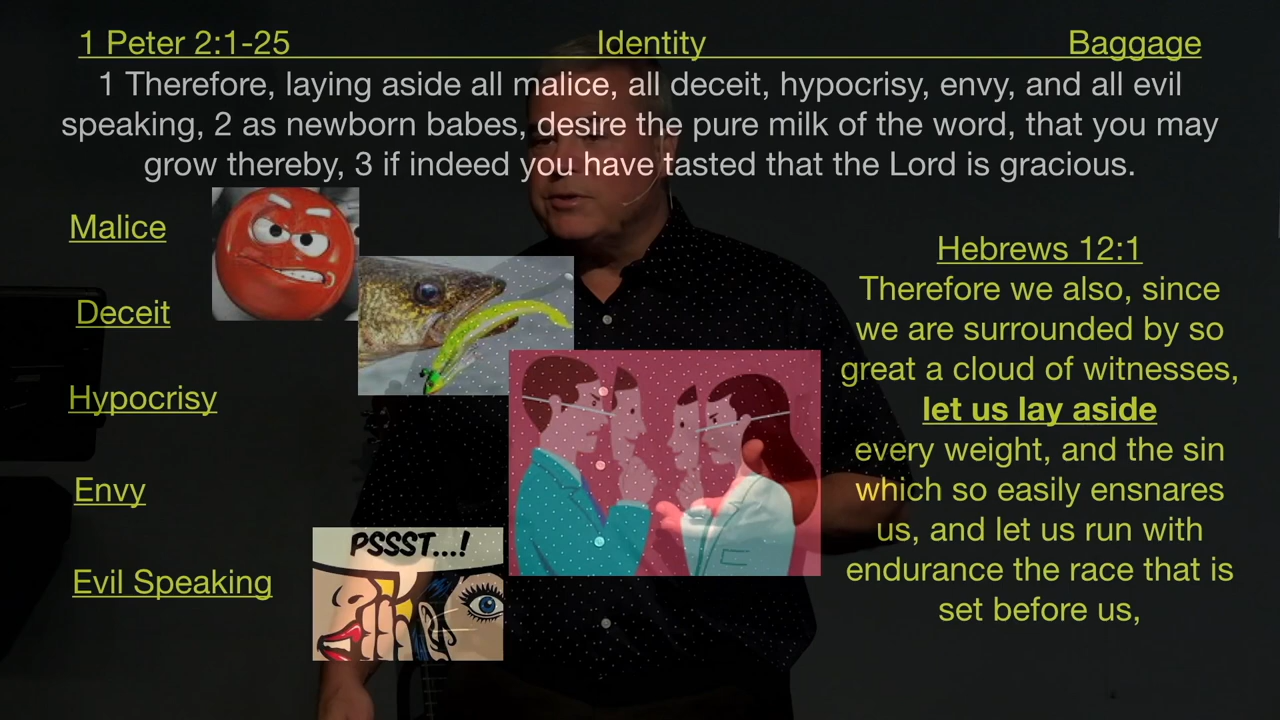 1 Peter 2:1-25 Identity Baggage
1 Therefore, laying aside all malice, all deceit, hypocrisy, envy, and all evil
speaking, 2 as newborn babes, desire the pure milk of the word, that you may
grow thereby, 3 if indeed you have tasted that the Lord is gracious.
Malice
Deceit
Hypocrisy
Envy
Evil Speaking
PSSST...!
Hebrews 12:1
Therefore we also, since
we are surrounded by so
great a cloud of witnesses,
let us lay aside
every weight, and the sin
which so easily ensnares
us, and let us run with
endurance the race that is
set before us,